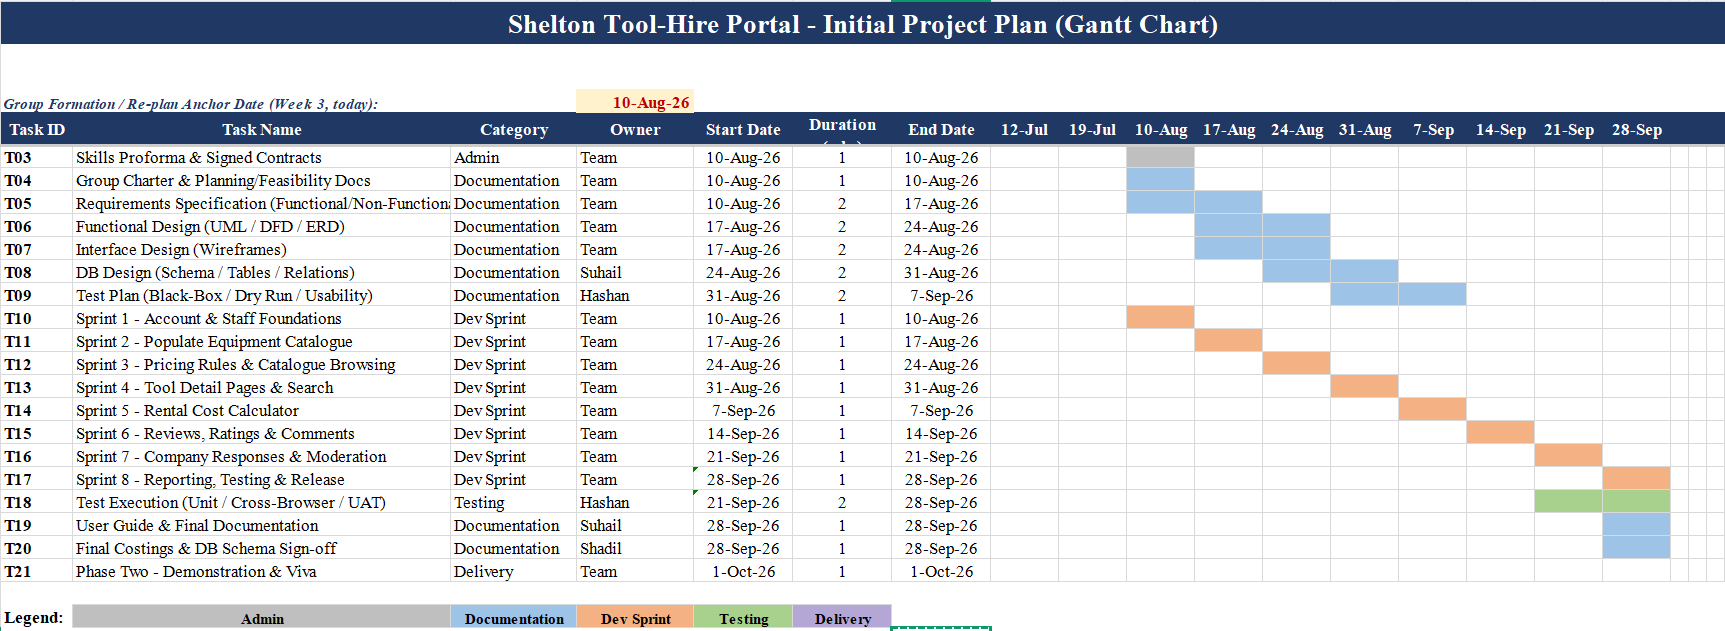 Shelton Tool-Hire Portal - Initial Project Plan (Gantt Chart)
Group Formation / Re-plan Anchor Date (Week 3, today): 10-Aug-26
Task ID Task Name Category Owner Start Date Duration End Date 12-Jul 19-Jul 10-Aug 17-Aug 24-Aug 31-Aug 7-Sep 14-Sep 21-Sep 28-Sep
T03 Skills Proforma & Signed Contracts Admin Team 10-Aug-26 1 10-Aug-26
T04 Group Charter & Planning/Feasibility Docs Documentation Team 10-Aug-26 1 10-Aug-26
T05 Requirements Specification (Functional/Non-Function Documentation Team 10-Aug-26 2 17-Aug-26
T06 Functional Design (UML / DFD / ERD) Documentation Team 17-Aug-26 2 24-Aug-26
T07 Interface Design (Wireframes) Documentation Team 17-Aug-26 2 24-Aug-26
T08 DB Design (Schema / Tables / Relations) Documentation Suhail 24-Aug-26 2 31-Aug-26
T09 Test Plan (Black-Box / Dry Run / Usability) Documentation Hashan 31-Aug-26 2 7-Sep-26
T10 Sprint 1 - Account & Staff Foundations Dev Sprint Team 10-Aug-26 1 10-Aug-26
T11 Sprint 2 - Populate Equipment Catalogue Dev Sprint Team 17-Aug-26 1 17-Aug-26
T12 Sprint 3 - Pricing Rules & Catalogue Browsing Dev Sprint Team 24-Aug-26 1 24-Aug-26
T13 Sprint 4 - Tool Detail Pages & Search Dev Sprint Team 31-Aug-26 1 31-Aug-26
T14 Sprint 5 - Rental Cost Calculator Dev Sprint Team 7-Sep-26 1 7-Sep-26
T15 Sprint 6 - Reviews, Ratings & Comments Dev Sprint Team 14-Sep-26 1 14-Sep-26
T16 Sprint 7 - Company Responses & Moderation Dev Sprint Team 21-Sep-26 1 21-Sep-26
T17 Sprint 8 - Reporting, Testing & Release Dev Sprint Team 28-Sep-26 1 28-Sep-26
T18 Test Execution (Unit / Cross-Browser / UAT) Testing Hashan 21-Sep-26 2 28-Sep-26
T19 User Guide & Final Documentation Documentation Suhail 28-Sep-26 1 28-Sep-26
T20 Final Costings & DB Schema Sign-off Documentation Shadil 28-Sep-26 1 28-Sep-26
T21 Phase Two - Demonstration & Viva Delivery Team 1-Oct-26 1 1-Oct-26
Legend: Admin Documentation Dev Sprint Testing Delivery